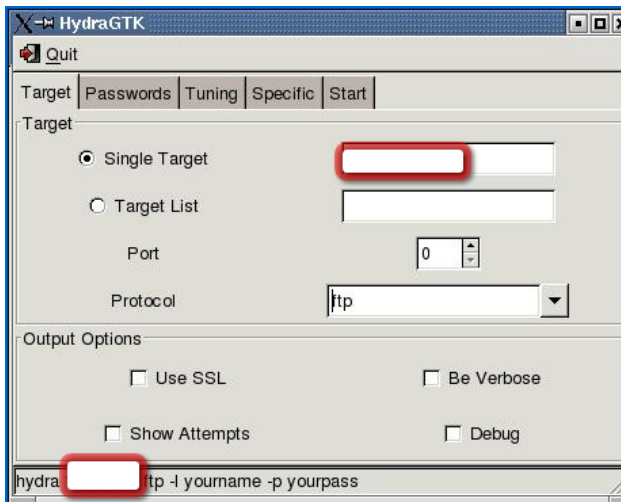 HydraGTK
Quit
Target Passwords Tuning Specific Start
Target
Single Target
Target List
Port 0
Protocol ftp
Output Options
Use SSL Be Verbose
Show Attempts Debug
hydra ftp -l yourname -p yourpass